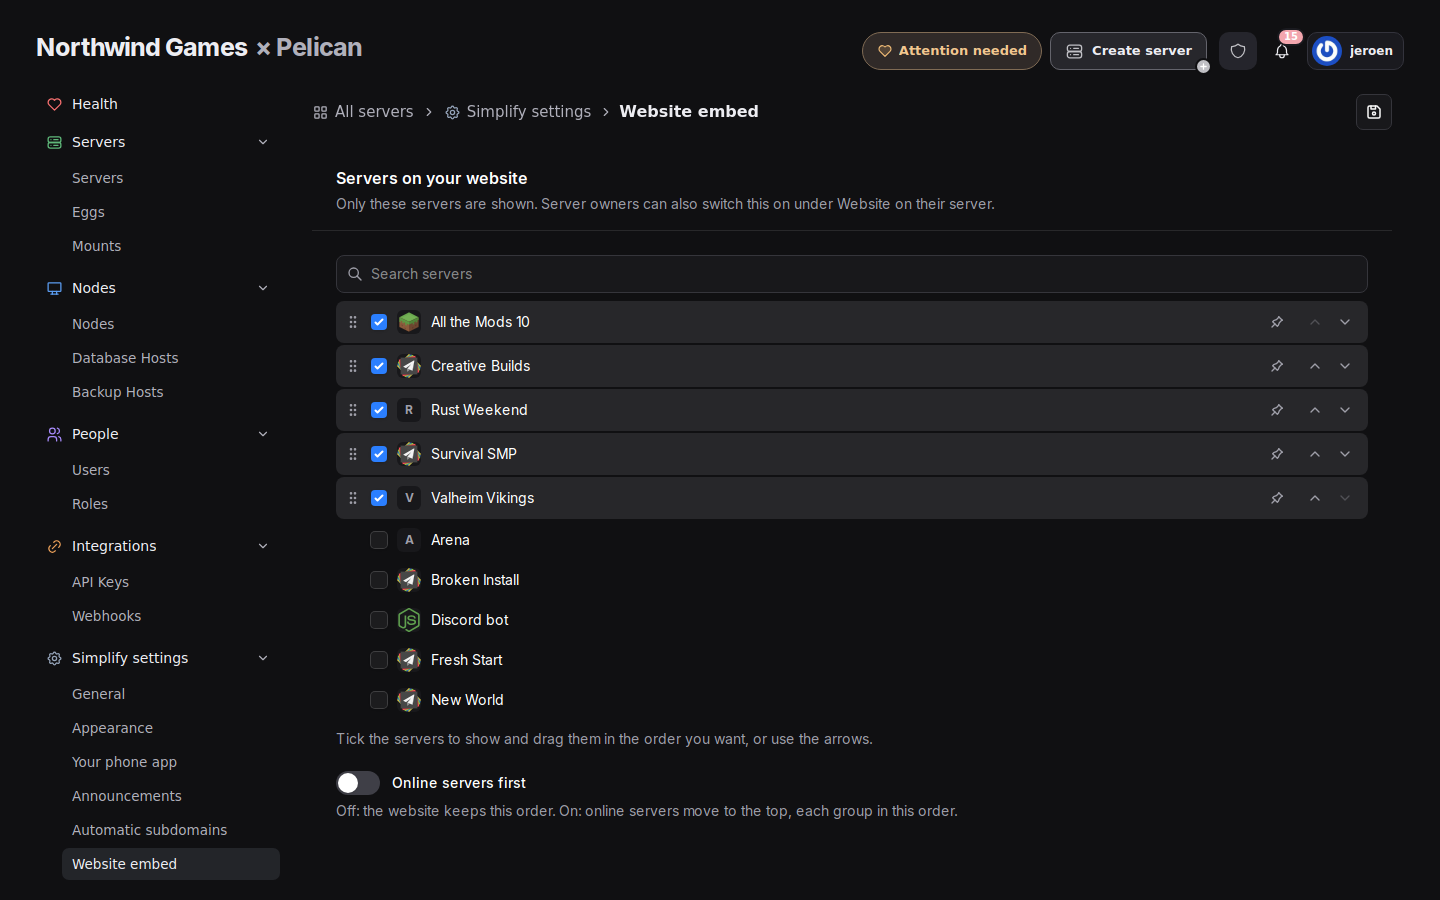 Northwind Games × Pelican
Attention needed
Create server
15
jeroen
Health
Servers
Servers
Eggs
Mounts
Nodes
Nodes
Database Hosts
Backup Hosts
People
Users
Roles
Integrations
API Keys
Webhooks
Simplify settings
General
Appearance
Your phone app
Announcements
Automatic subdomains
Website embed
All servers
Simplify settings
Website embed
Servers on your website
Only these servers are shown. Server owners can also switch this on under Website on their server.
Search servers
All the Mods 10
Creative Builds
R Rust Weekend
Survival SMP
V Valheim Vikings
A Arena
Broken Install
JS Discord bot
Fresh Start
New World
Tick the servers to show and drag them in the order you want, or use the arrows.
Online servers first
Off: the website keeps this order. On: online servers move to the top, each group in this order.